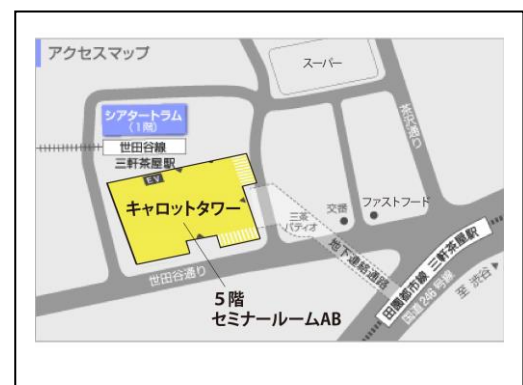 アクセスマップ
スーパー
茶沢通り
シアタートラム
（1階）
世田谷線
三軒茶屋駅
EV
キャロットタワー
三茶
パティオ
交番
ファストフード
地下連絡通路
世田谷通り
田園都市線 三軒茶屋駅
国道246号線
至 渋谷
5階
セミナールームAB